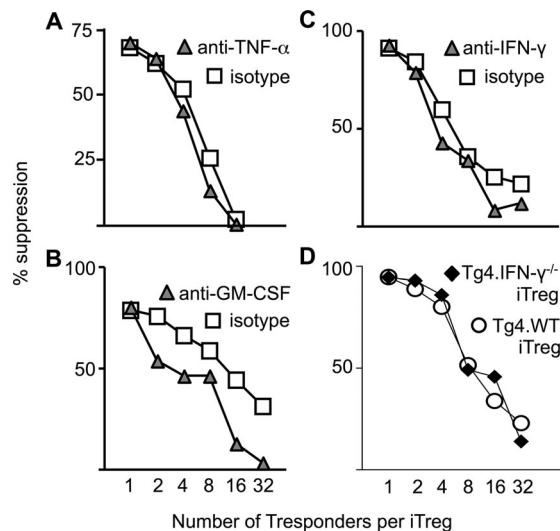 A
75
50
25
anti-TNF-α
isotype
% suppression
B
100
50
anti-GM-CSF
isotype
1 2 4 8 16 32
C
100
50
anti-IFN-γ
isotype
D
100
50
Tg4.IFN-γ-/-
iTreg
Tg4.WT
iTreg
1 2 4 8 16 32
Number of Tresponders per iTreg